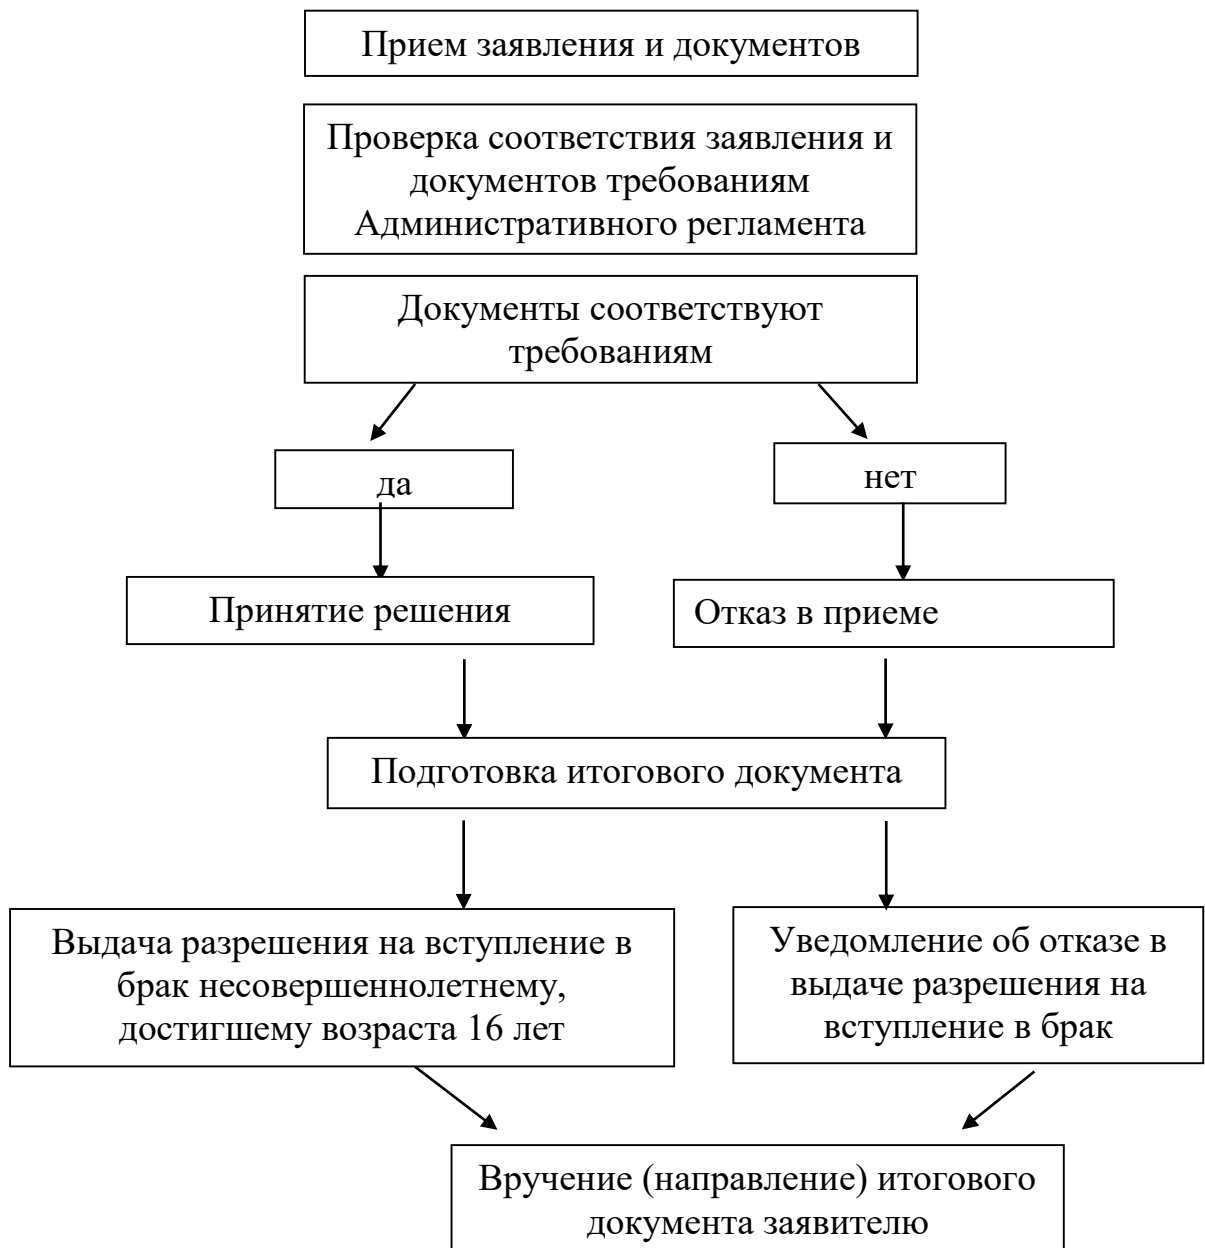 Прием заявления и документов
Проверка соответствия заявления и
документов требованиям
Административного регламента
Документы соответствуют
требованиям
да
нет
Принятие решения
Отказ в приеме
Подготовка итогового документа
Выдача разрешения на вступление в
брак несовершеннолетнему,
достигшему возраста 16 лет
Уведомление об отказе в
выдаче разрешения на
вступление в брак
Вручение (направление) итогового
документа заявителю